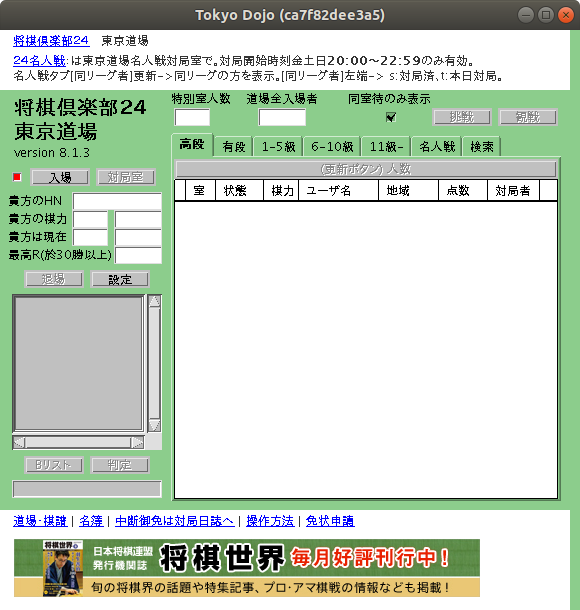 Tokyo Dojo (ca7f82dee3a5)
将棋倶楽部24 東京道場
24名人戦:は東京道場名人戦対局室で。対局開始時刻金土日20:00～22:59のみ有効。
名人戦タブ[同リーグ者]更新->同リーグの方を表示。[同リーグ者]左端-> s:対局済、t:本日対局。
将棋倶楽部24
東京道場
version 8.1.3
特別室人数 道場全入場者 同室待のみ表示
挑戦 観戦
入場 対局室
貴方のHN
貴方の棋力
貴方は現在
最高R(於30勝以上)
退場 設定
Bリスト 判定
高段 有段 1-5級 6-10級 11級- 名人戦 検索
(更新ボタン) 人数
室 状態 棋力 ユーザ名 地域 点数 対局者
道場・棋譜 | 名簿 | 中断御免は対局日誌へ | 操作方法 | 免状申請
将棋世界
日本将棋連盟
発行機関誌
将棋世界 毎月好評刊行中！
旬の将棋界の話題や特集記事、プロ・アマ棋戦の情報なども掲載！